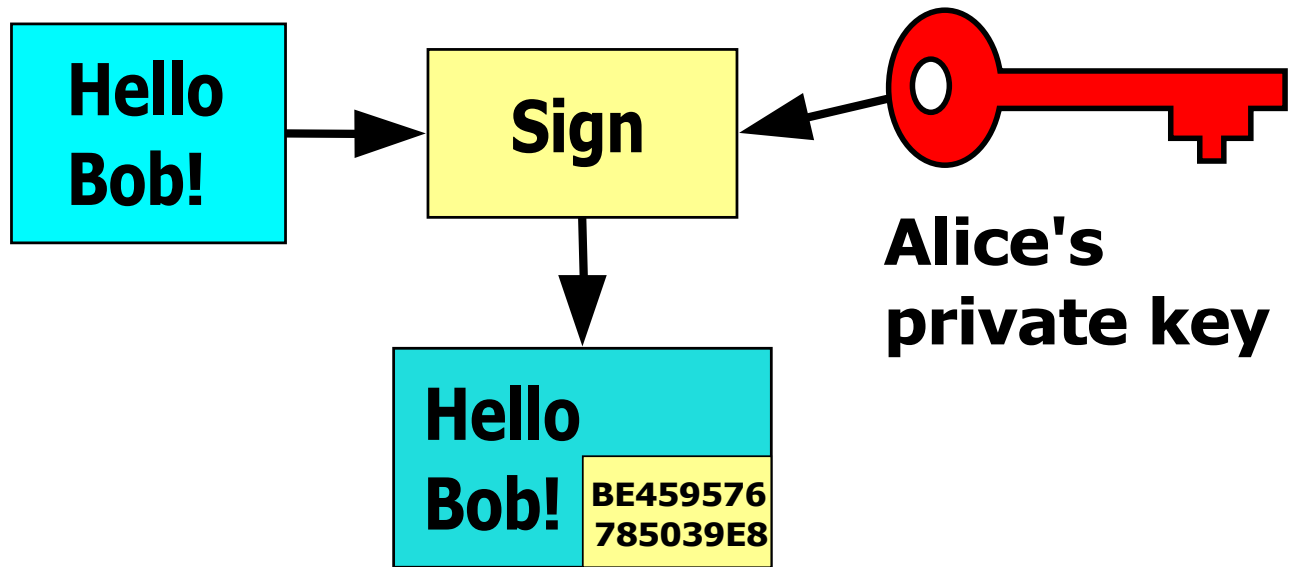 Hello
Bob!
Sign
Alice's
private key
Hello
Bob!
BE459576
785039E8